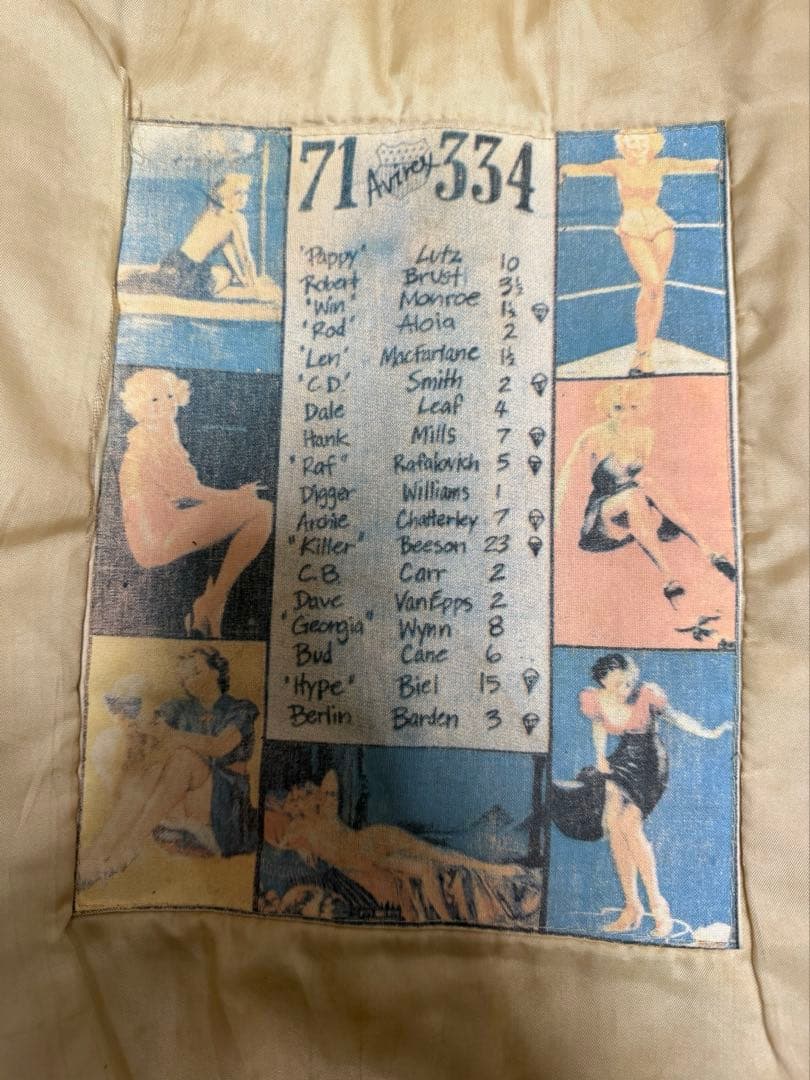 71 Avirex 334
"Pappy" Lutz 10
Robert Brust 3½
"Win" Monroe 1½
"Rod" Aloia 2
"Len" MacFarlane 1½
"C.D." Smith 2
Dale Leaf 4
Hank Mills 7
"Raf" Rafalovich 5
Digger Williams 1
Archie Chatterley 7
"Killer" Beeson 23
C.B. Carr 2
Dave VanEpps 2
"Georgia" Wynn 8
Bud Cane 6
"Hype" Biel 15
Berlin Barden 3